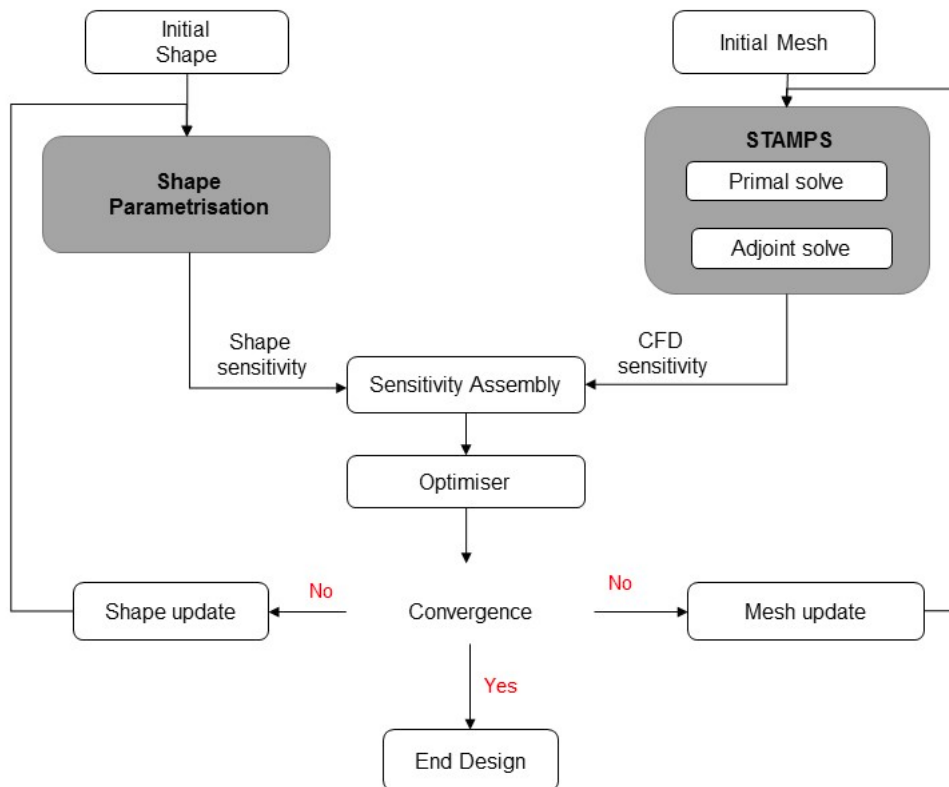 Initial
Shape
Initial Mesh
Shape
Parametrisation
STAMPS
Primal solve
Adjoint solve
Shape
sensitivity
CFD
sensitivity
Sensitivity Assembly
Optimiser
Shape update
No
Convergence
No
Mesh update
Yes
End Design